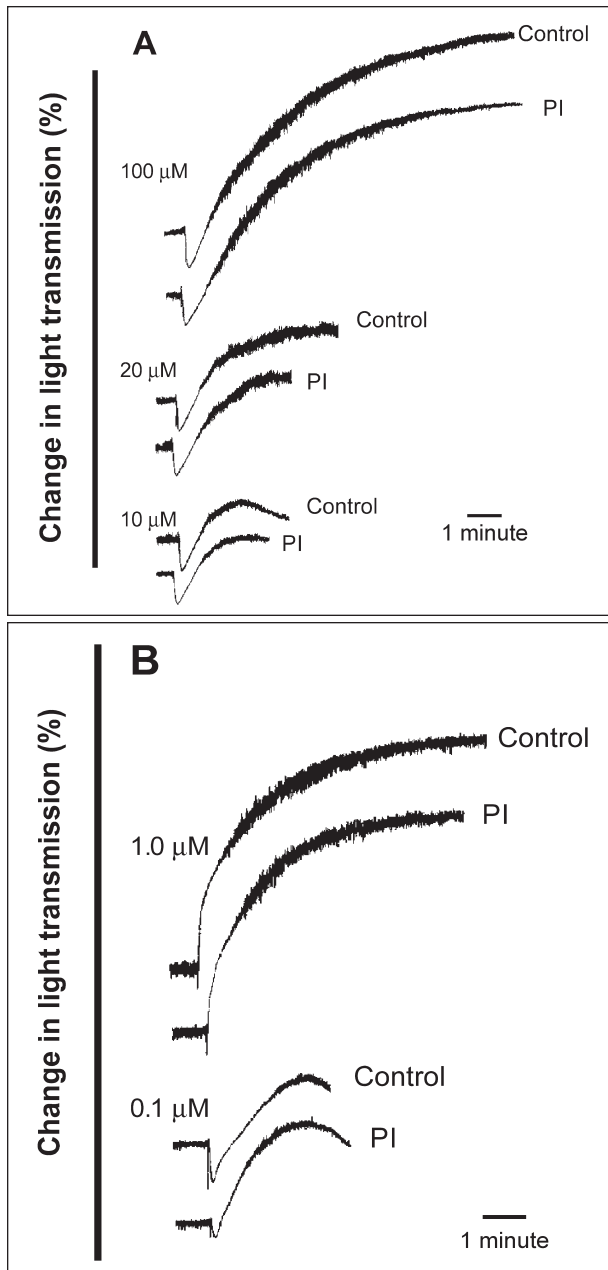 A
Change in light transmission (%)
Control
PI
100 μM
Control
20 μM
PI
10 μM
Control
PI
1 minute
B
Change in light transmission (%)
Control
PI
1.0 μM
Control
0.1 μM
PI
1 minute